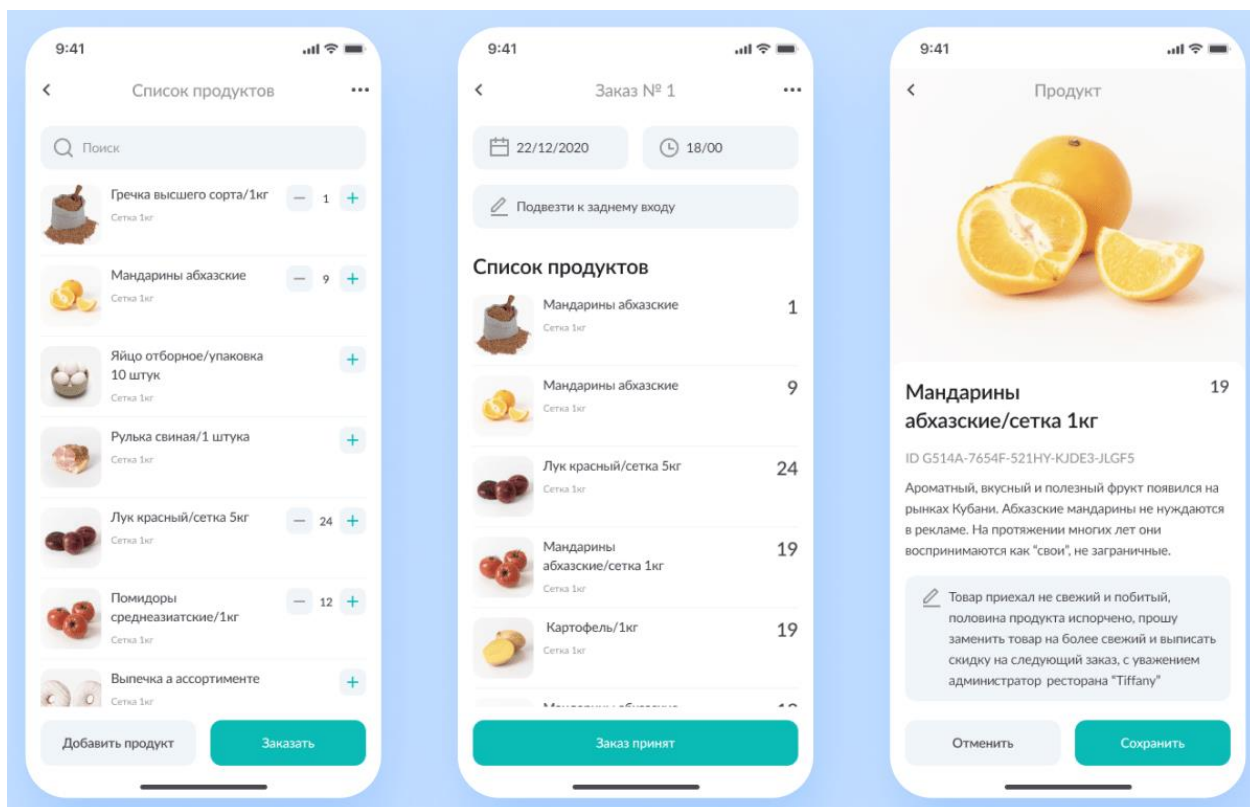 9:41
Список продуктов
Поиск
Гречка высшего сорта/1кг
Сетка 1кг
1
Мандарины абхазские
Сетка 1кг
9
Яйцо отборное/упаковка
10 штук
Сетка 1кг
Рулька свиная/1 штука
Сетка 1кг
Лук красный/сетка 5кг
Сетка 1кг
24
Помидоры
среднеазиатские/1кг
Сетка 1кг
12
Выпечка а ассортименте
Сетка 1кг
Добавить продукт
Заказать
9:41
Заказ № 1
22/12/2020
18/00
Подвезти к заднему входу
Список продуктов
Мандарины абхазские
Сетка 1кг
1
Мандарины абхазские
Сетка 1кг
9
Лук красный/сетка 5кг
Сетка 1кг
24
Мандарины
абхазские/сетка 1кг
Сетка 1кг
19
Картофель/1кг
Сетка 1кг
19
Заказ принят
9:41
Продукт
Мандарины
абхазские/сетка 1кг
19
ID G514A-7654F-521HY-KJDE3-JLGF5
Ароматный, вкусный и полезный фрукт появился на
рынках Кубани. Абхазские мандарины не нуждаются
в рекламе. На протяжении многих лет они
воспринимаются как “свои”, не заграничные.
Товар приехал не свежий и побитый,
половина продукта испорчено, прошу
заменить товар на более свежий и выписать
скидку на следующий заказ, с уважением
администратор ресторана “Tiffany”
Отменить
Сохранить